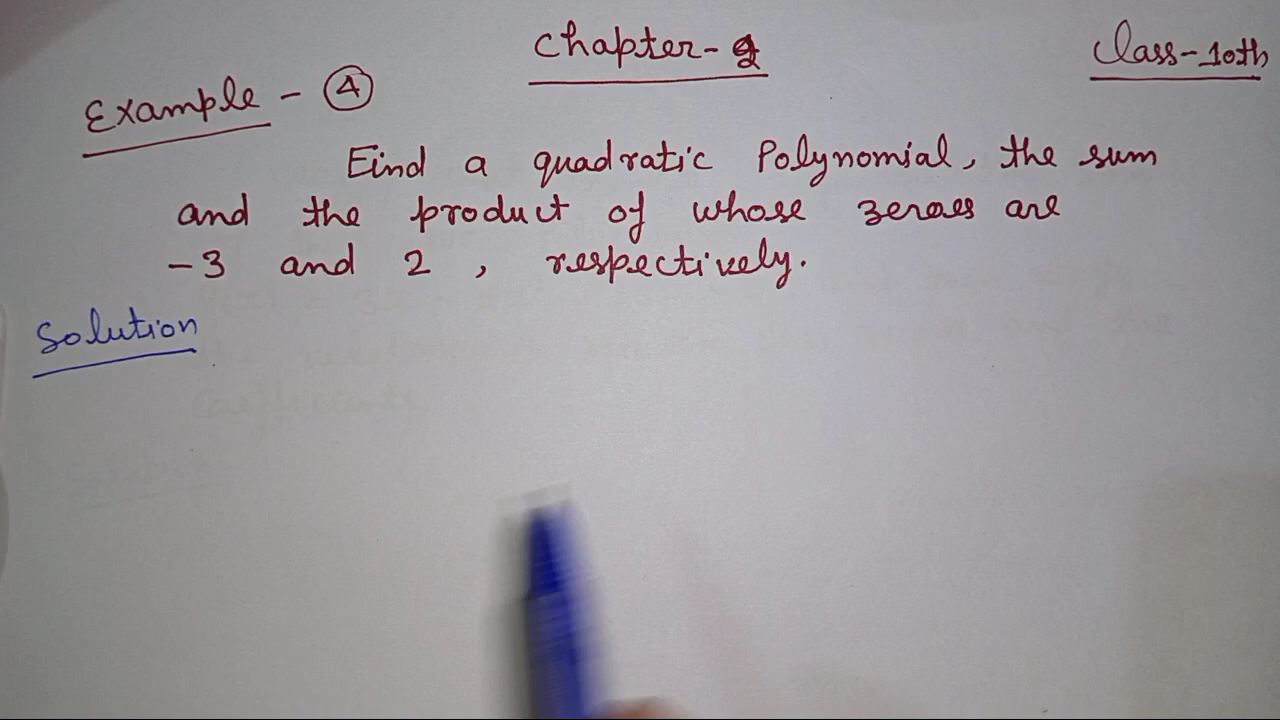 Chapter-2
Class-10th
Example - ④
Find a quadratic Polynomial, the sum
and the product of whose zeroes are
-3 and 2, respectively.
Solution